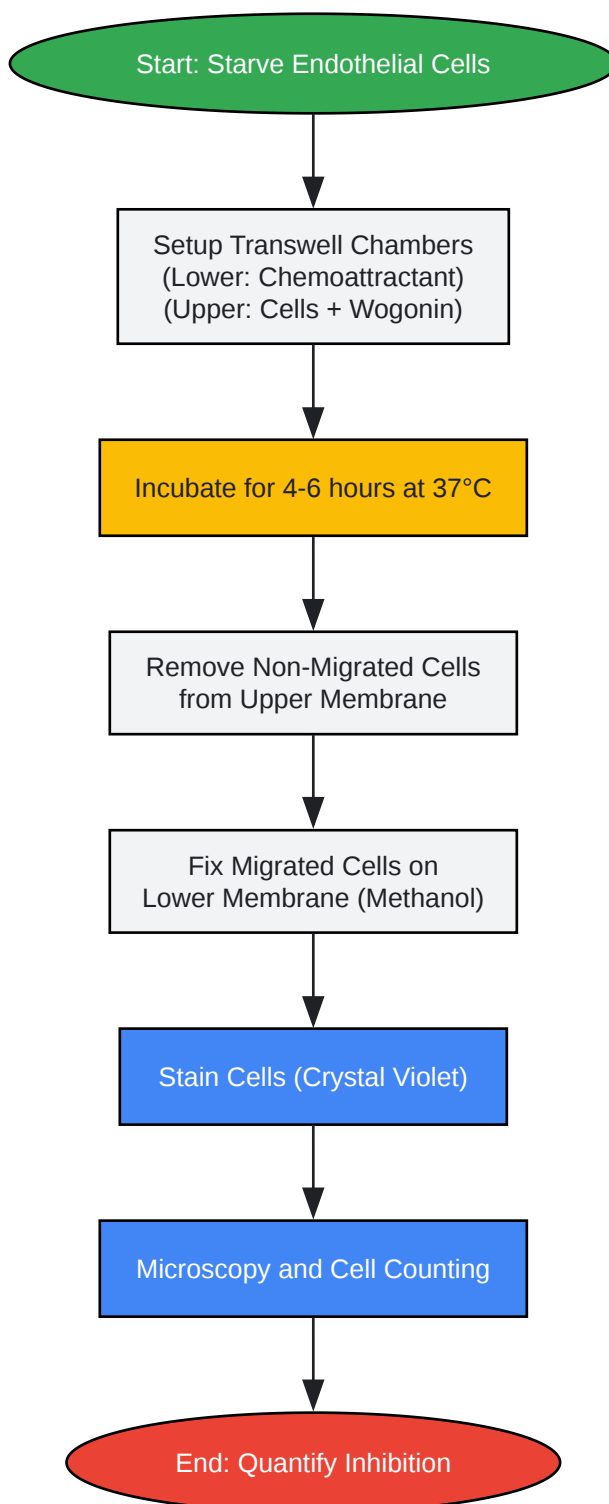 Start: Starve Endothelial Cells
Setup Transwell Chambers
(Lower: Chemoattractant)
(Upper: Cells + Wogonin)
Incubate for 4-6 hours at 37°C
Remove Non-Migrated Cells
from Upper Membrane
Fix Migrated Cells on
Lower Membrane (Methanol)
Stain Cells (Crystal Violet)
Microscopy and Cell Counting
End: Quantify Inhibition